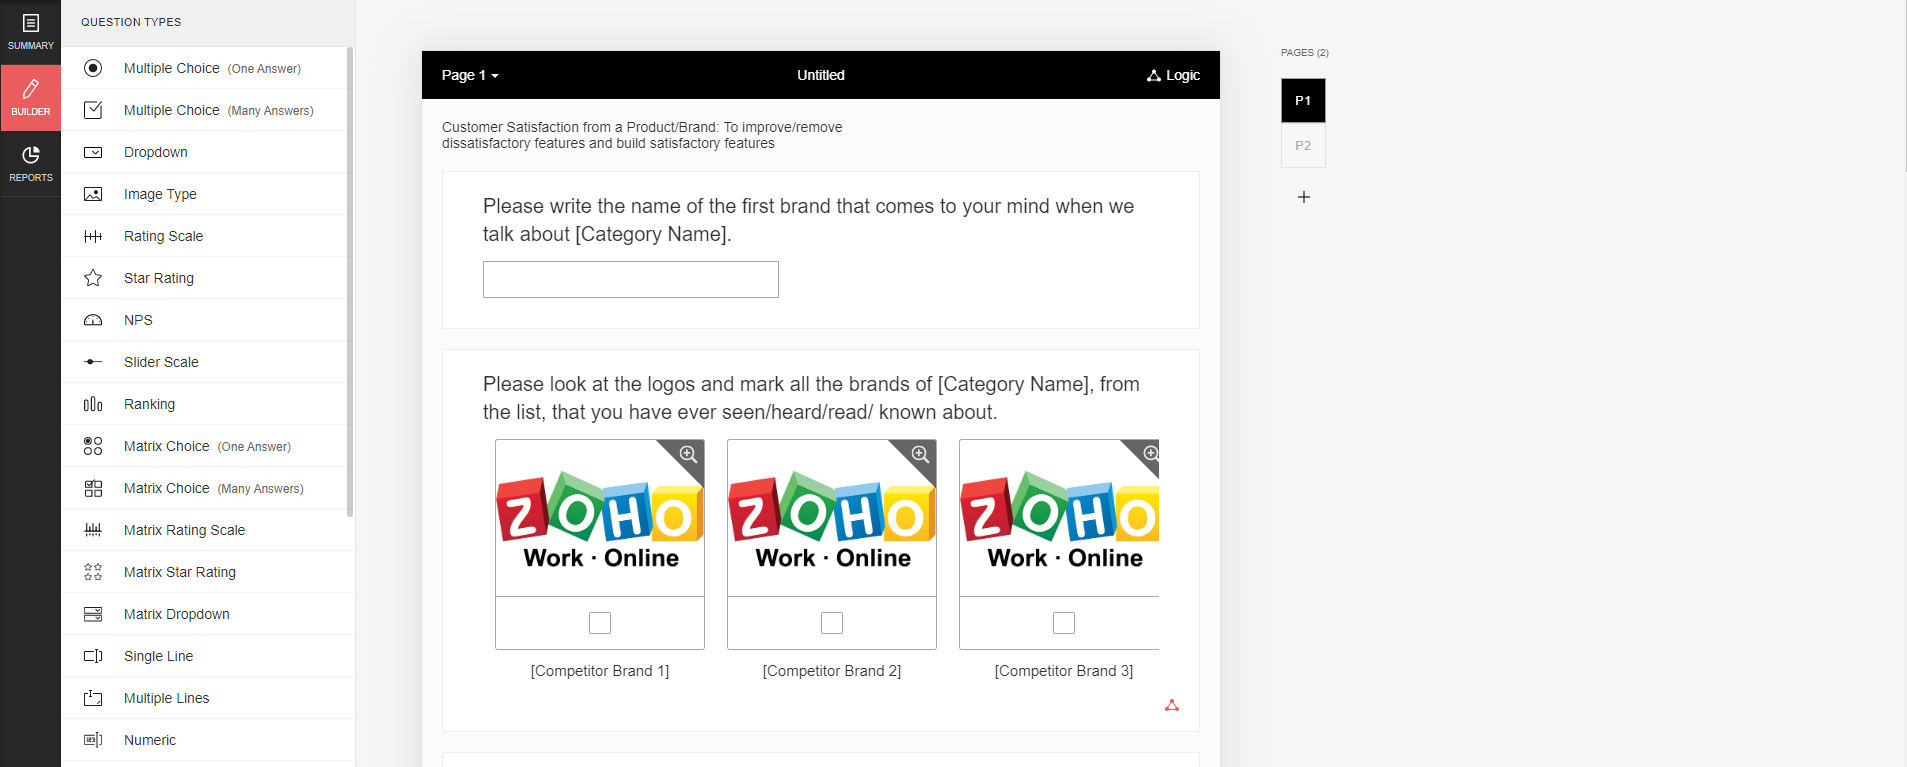 SUMMARY
BUILDER
REPORTS
QUESTION TYPES
Multiple Choice (One Answer)
Multiple Choice (Many Answers)
Dropdown
Image Type
Rating Scale
Star Rating
NPS
Slider Scale
Ranking
Matrix Choice (One Answer)
Matrix Choice (Many Answers)
Matrix Rating Scale
Matrix Star Rating
Matrix Dropdown
Single Line
Multiple Lines
Numeric
Page 1 Untitled Logic
Customer Satisfaction from a Product/Brand: To improve/remove
dissatisfactory features and build satisfactory features
Please write the name of the first brand that comes to your mind when we
talk about [Category Name].
Please look at the logos and mark all the brands of [Category Name], from
the list, that you have ever seen/heard/read/ known about.
ZOHO ZOHO ZOHO
Work · Online Work · Online Work · Online
[Competitor Brand 1] [Competitor Brand 2] [Competitor Brand 3]
PAGES (2)
P1
P2